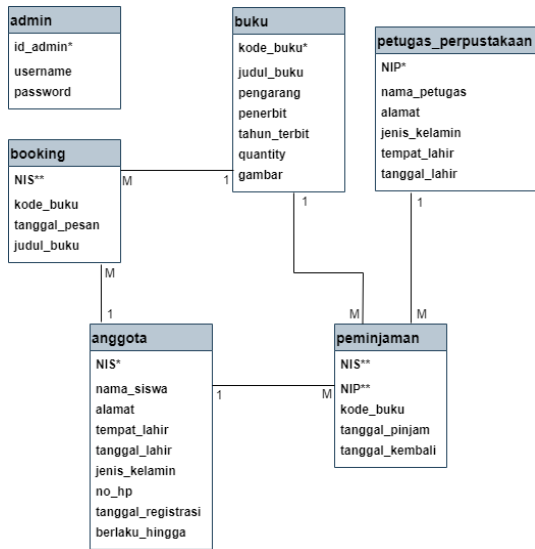 admin
id_admin*
username
password
buku
kode_buku*
judul_buku
pengarang
penerbit
tahun_terbit
quantity
gambar
petugas_perpustakaan
NIP*
nama_petugas
alamat
jenis_kelamin
tempat_lahir
tanggal_lahir
booking
NIS**
kode_buku
tanggal_pesan
judul_buku
M
1
1
1
M
1
M
M
anggota
NIS*
nama_siswa
alamat
tempat_lahir
tanggal_lahir
jenis_kelamin
no_hp
tanggal_registrasi
berlaku_hingga
1
M
peminjaman
NIS**
NIP**
kode_buku
tanggal_pinjam
tanggal_kembali